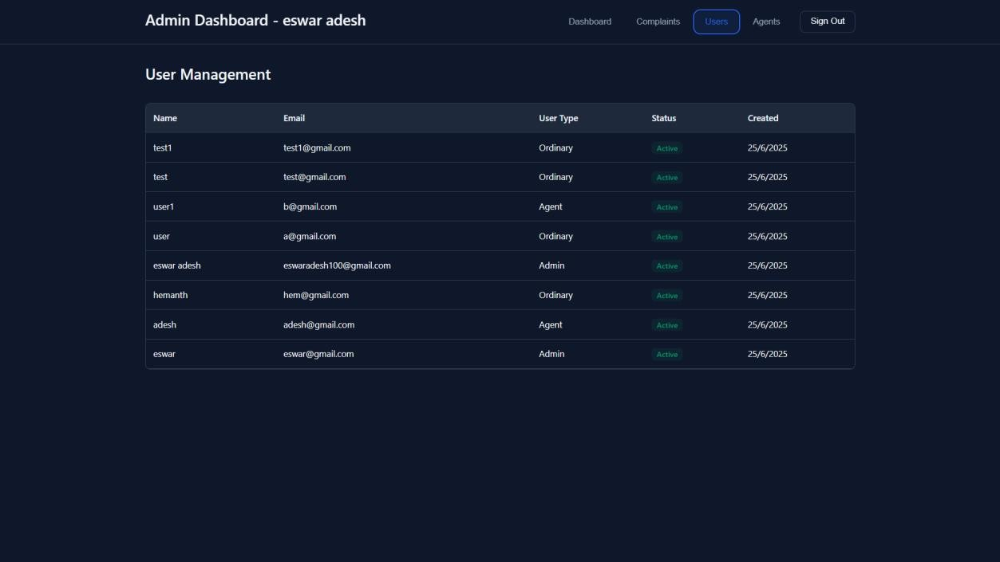 Admin Dashboard - eswar adesh Dashboard Complaints Users Agents Sign Out
User Management
Name Email User Type Status Created
test1 test1@gmail.com Ordinary Active 25/6/2025
test test@gmail.com Ordinary Active 25/6/2025
user1 b@gmail.com Agent Active 25/6/2025
user a@gmail.com Ordinary Active 25/6/2025
eswar adesh eswaradesh100@gmail.com Admin Active 25/6/2025
hemanth hem@gmail.com Ordinary Active 25/6/2025
adesh adesh@gmail.com Agent Active 25/6/2025
eswar eswar@gmail.com Admin Active 25/6/2025